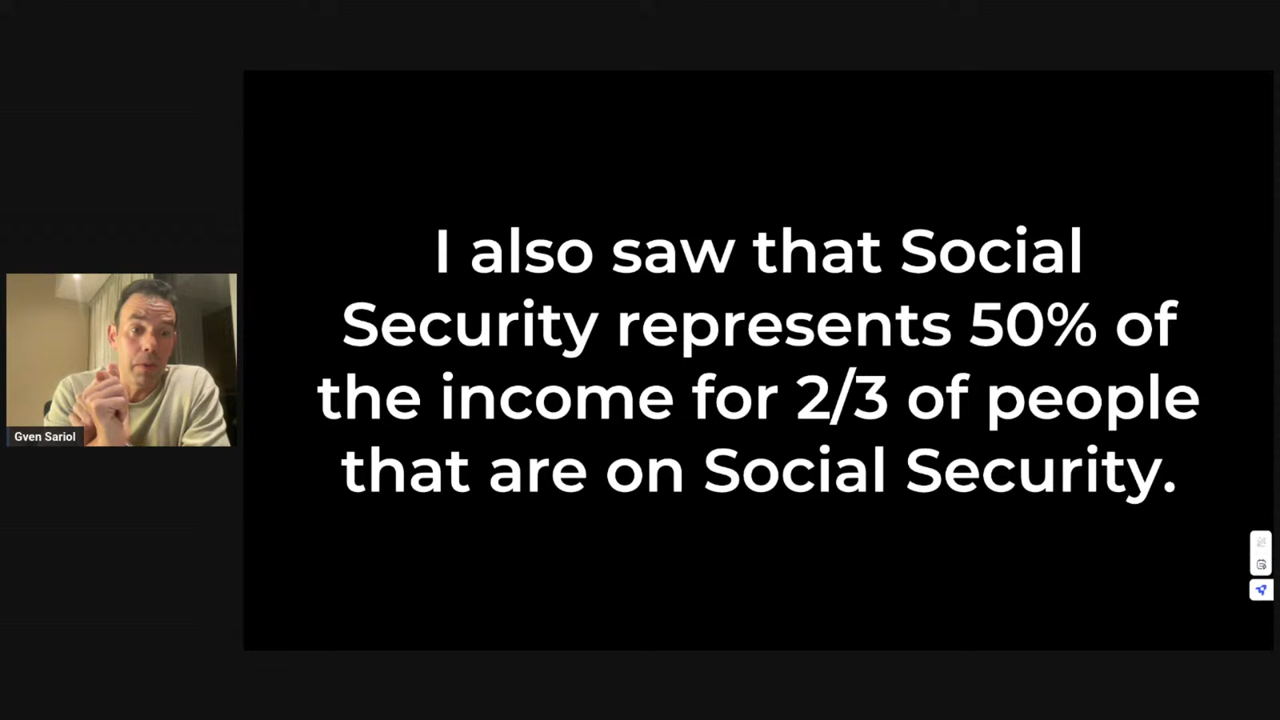 I also saw that Social
Security represents 50% of
the income for 2/3 of people
that are on Social Security.
Gven Sariol